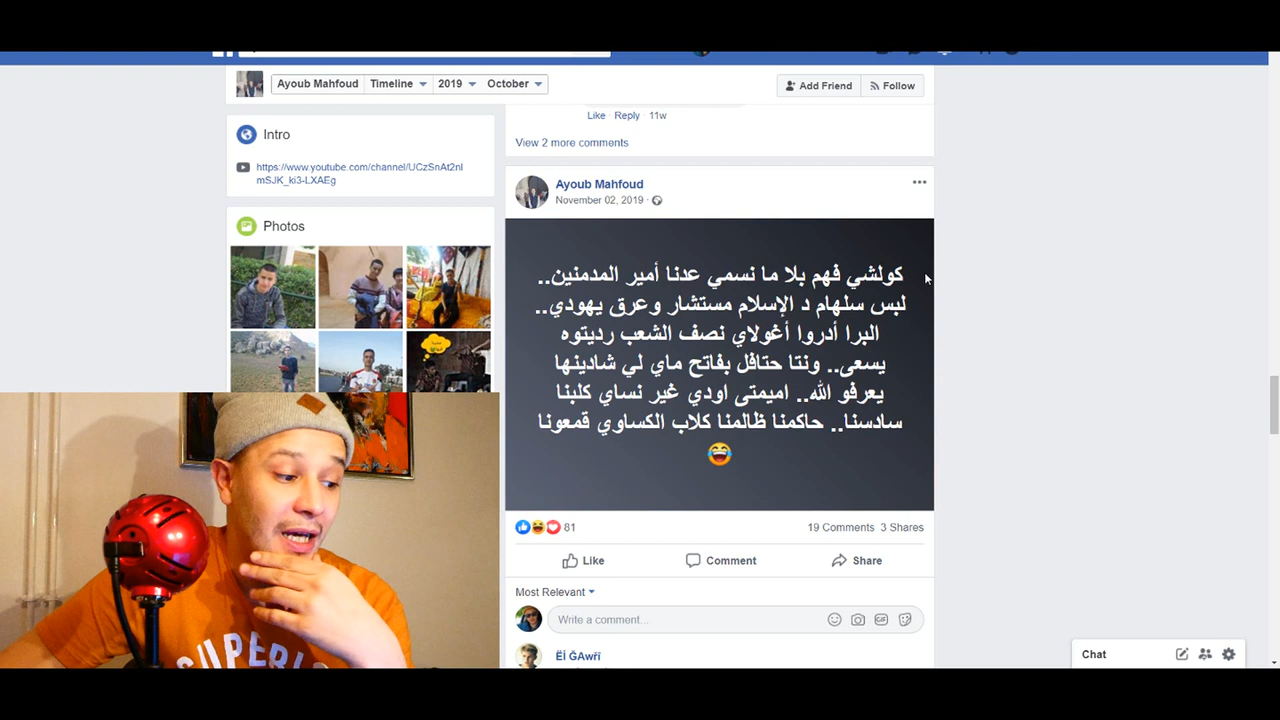 Ayoub Mahfoud
Timeline
2019
October
Add Friend
Follow
Intro
https://www.youtube.com/channel/UCzSnAt2nI
mSJK_ki3-LXAEg
Photos
Like · Reply · 11w
View 2 more comments
Ayoub Mahfoud
November 02, 2019 ·
كولشي فهم بلا ما نسمي عدنا أمير المدمنين..
لبس سلهام د الإسلام مستشار وعرق يهودي..
البرا أدروا أغولاي نصف الشعب رديتوه
يسعى.. ونتا حتافل بفاتح ماي لي شادينها
يعرفو الله.. اميمتى اودي غير نساي كلبنا
سادسنا.. حاكمنا ظالمنا كلاب الكساوي قمعونا
😂
81
19 Comments 3 Shares
Like
Comment
Share
Most Relevant
Write a comment...
GIF
ËÏ ĞAwřï
Chat